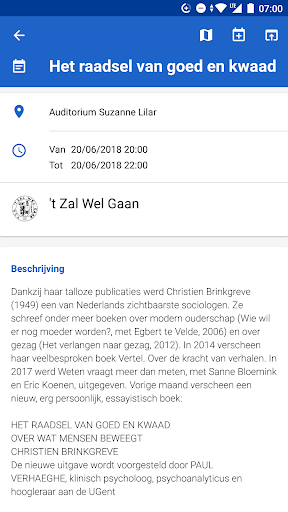 07:00
Het raadsel van goed en kwaad
Auditorium Suzanne Lilar
Van 20/06/2018 20:00
Tot 20/06/2018 22:00
't Zal Wel Gaan
Beschrijving
Dankzij haar talloze publicaties werd Christien Brinkgreve
(1949) een van Nederlands zichtbaarste sociologen. Ze
schreef onder meer boeken over modern ouderschap (Wie wil
er nog moeder worden?, met Egbert te Velde, 2006) en over
gezag (Het verlangen naar gezag, 2012). In 2014 verscheen
haar veelbesproken boek Vertel. Over de kracht van verhalen. In
2017 werd Weten vraagt meer dan meten, met Sanne Bloemink
en Eric Koenen, uitgegeven. Vorige maand verscheen een
nieuw, erg persoonlijk, essayistisch boek:
HET RAADSEL VAN GOED EN KWAAD
OVER WAT MENSEN BEWEEGT
CHRISTIEN BRINKGREVE
De nieuwe uitgave wordt voorgesteld door PAUL
VERHAEGHE, klinisch psycholoog, psychoanalyticus en
hoogleraar aan de UGent